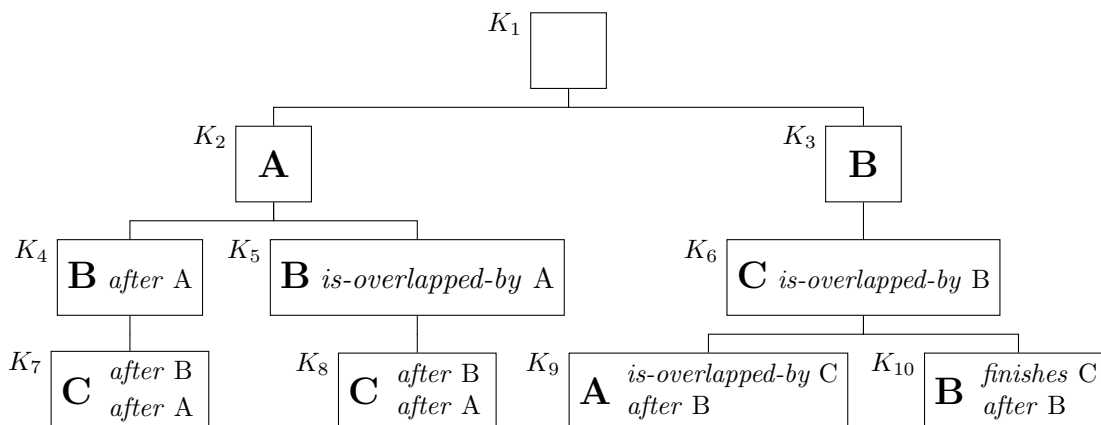 K1
K2
A
K3
B
K4
B after A
K5
B is-overlapped-by A
K6
C is-overlapped-by B
K7
C after B
after A
K8
C after B
after A
K9
A is-overlapped-by C
after B
K10
B finishes C
after B